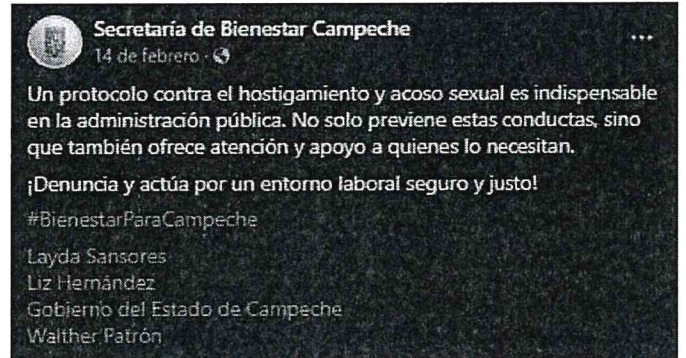 Secretaría de Bienestar Campeche
14 de febrero ·
Un protocolo contra el hostigamiento y acoso sexual es indispensable
en la administración pública. No solo previene estas conductas, sino
que también ofrece atención y apoyo a quienes lo necesitan.
¡Denuncia y actúa por un entorno laboral seguro y justo!
#BienestarParaCampeche
Layda Sansores
Liz Hernández
Gobierno del Estado de Campeche
Walther Patrón